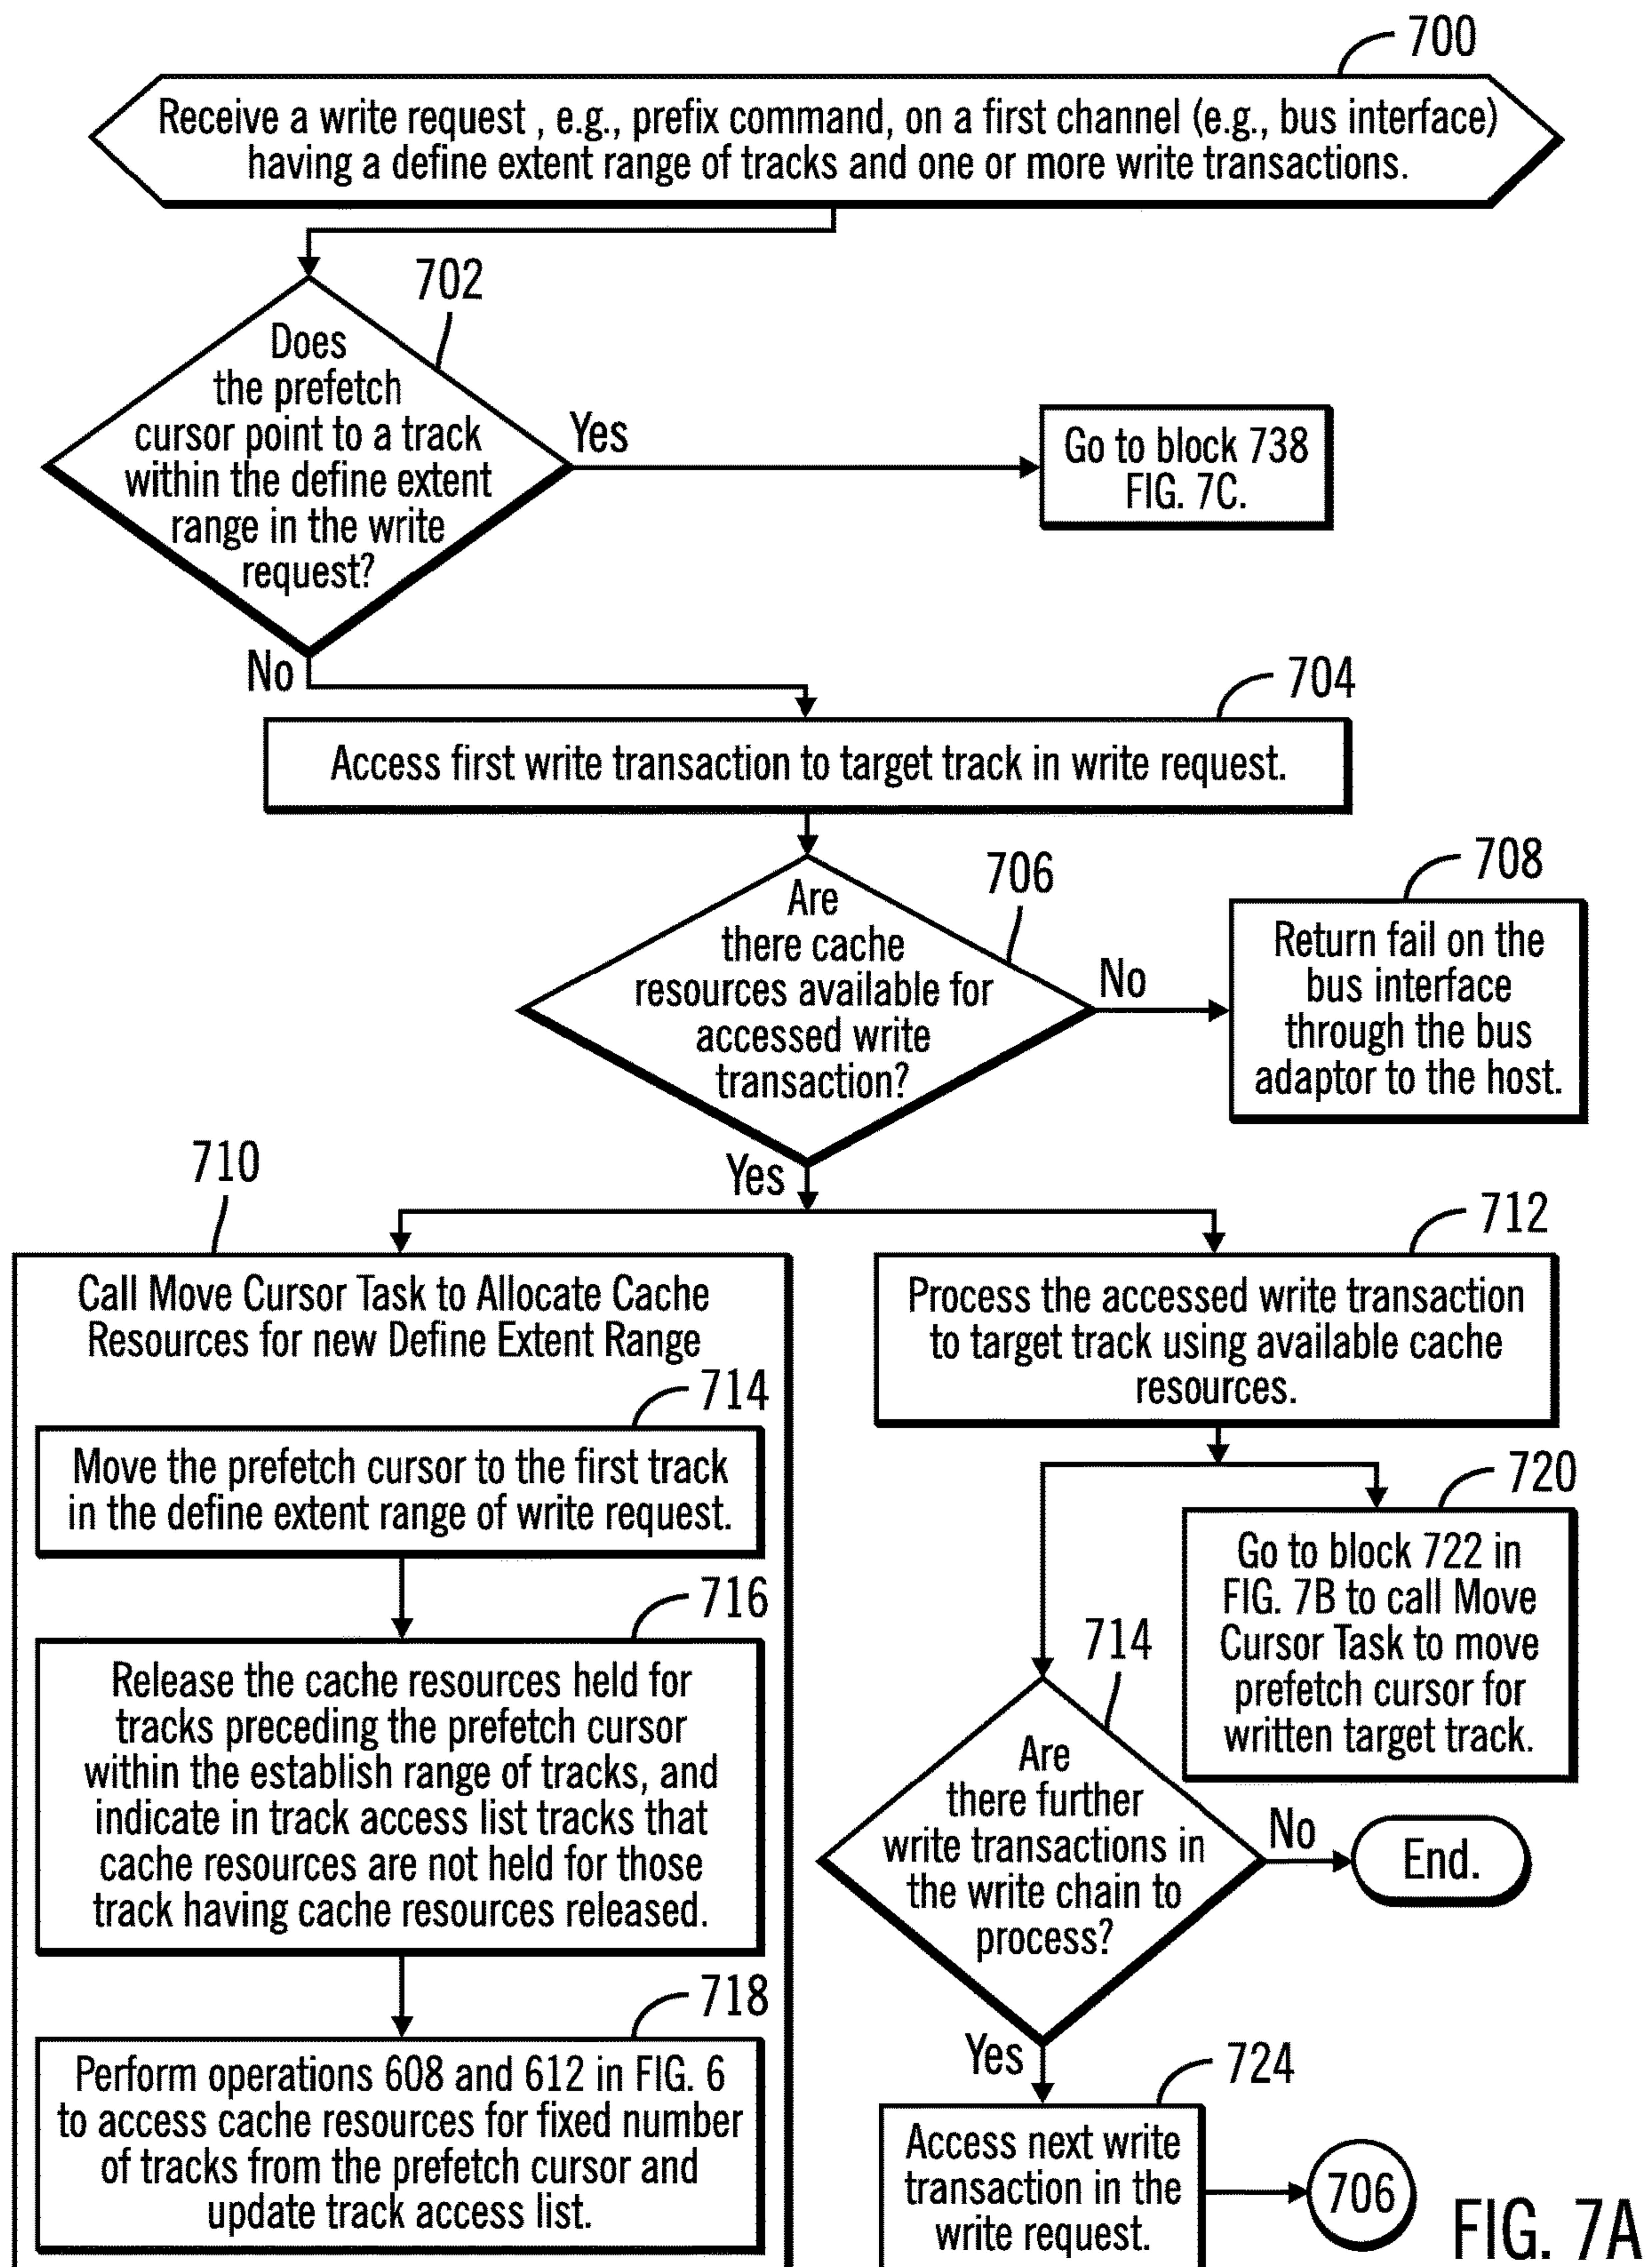 700
Receive a write request , e.g., prefix command, on a first channel (e.g., bus interface)
having a define extent range of tracks and one or more write transactions.
702
Does
the prefetch
cursor point to a track
within the define extent
range in the write
request?
Yes
Go to block 738
FIG. 7C.
No
704
Access first write transaction to target track in write request.
706
Are
there cache
resources available for
accessed write
transaction?
No
708
Return fail on the
bus interface
through the bus
adaptor to the host.
Yes
710
Call Move Cursor Task to Allocate Cache
Resources for new Define Extent Range
714
Move the prefetch cursor to the first track
in the define extent range of write request.
716
Release the cache resources held for
tracks preceding the prefetch cursor
within the establish range of tracks, and
indicate in track access list tracks that
cache resources are not held for those
track having cache resources released.
718
Perform operations 608 and 612 in FIG. 6
to access cache resources for fixed number
of tracks from the prefetch cursor and
update track access list.
712
Process the accessed write transaction
to target track using available cache
resources.
720
Go to block 722 in
FIG. 7B to call Move
Cursor Task to move
prefetch cursor for
written target track.
714
Are
there further
write transactions in
the write chain to
process?
No
End.
Yes
724
Access next write
transaction in the
write request.
706
FIG. 7A